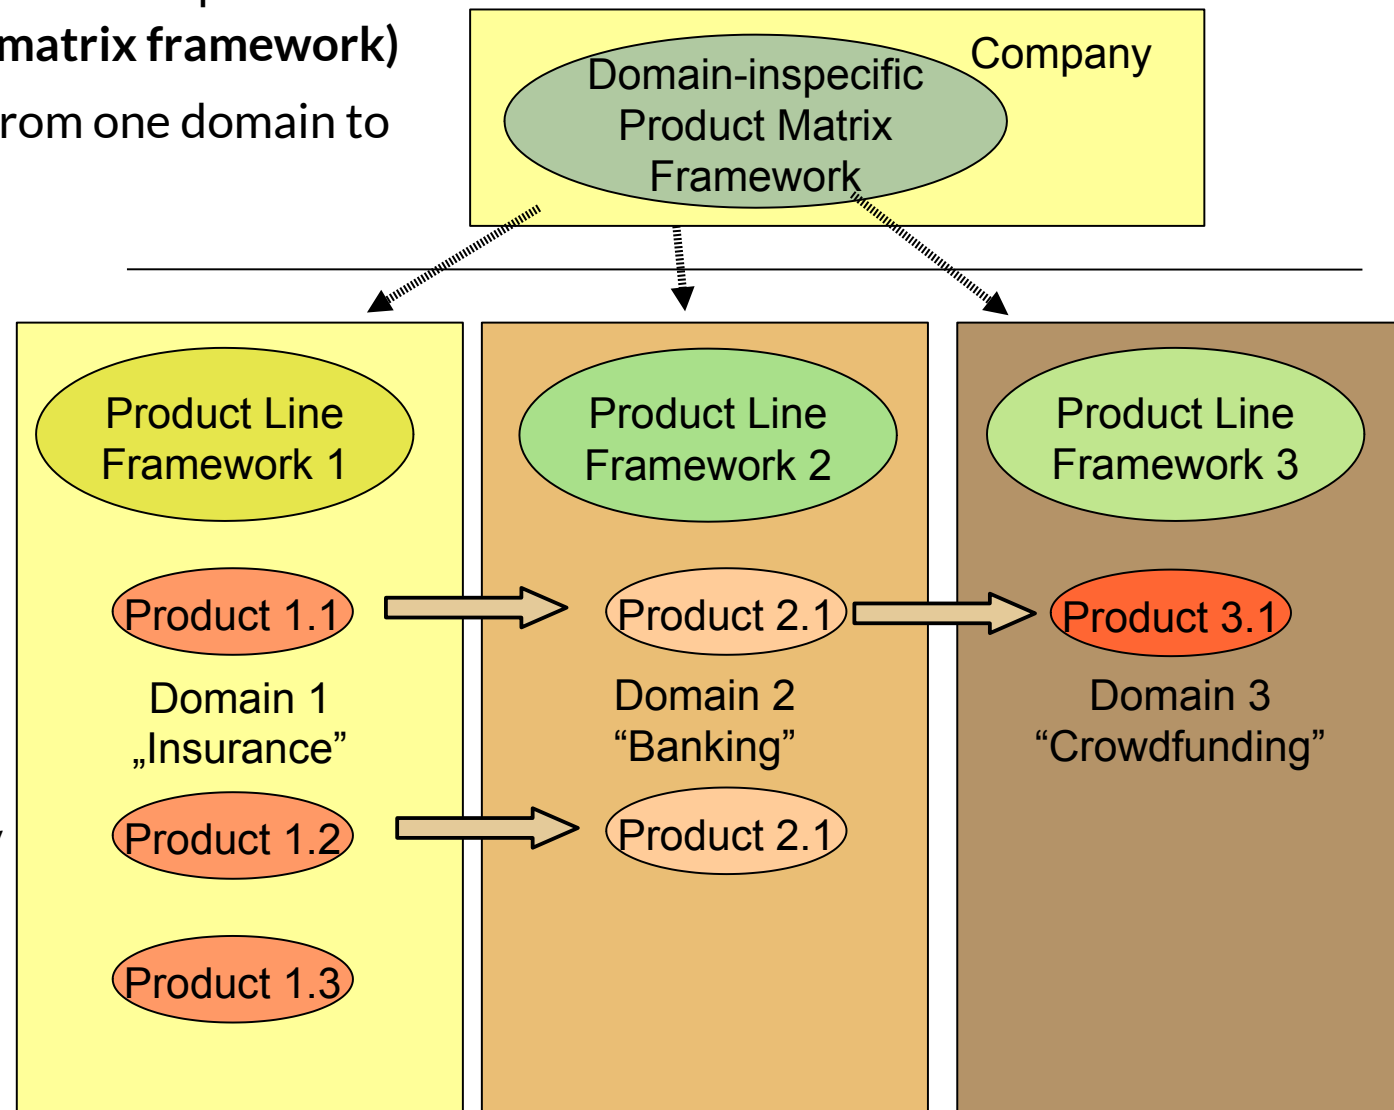 matrix framework)
from one domain to
Company
Domain-inspecific
Product Matrix
Framework
Product Line
Framework 1
Product Line
Framework 2
Product Line
Framework 3
Product 1.1
Product 2.1
Product 3.1
Domain 1
„Insurance”
Domain 2
“Banking”
Domain 3
“Crowdfunding”
Product 1.2
Product 2.1
Product 1.3